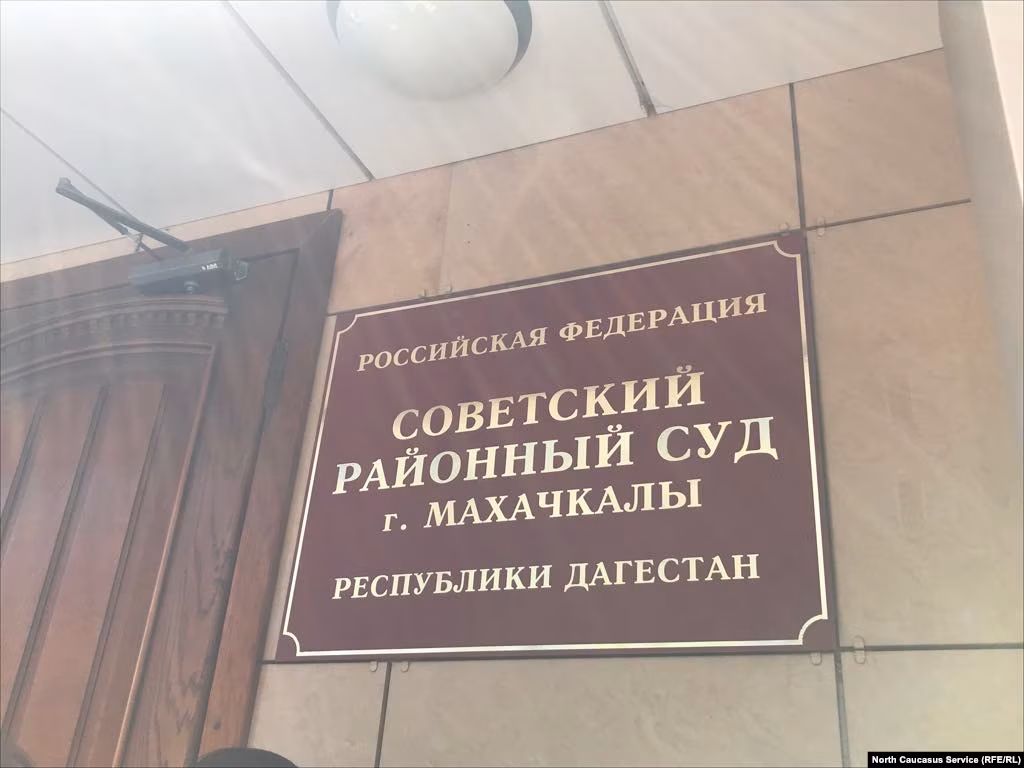 РОССИЙСКАЯ ФЕДЕРАЦИЯ
СОВЕТСКИЙ
РАЙОННЫЙ СУД
г. МАХАЧКАЛЫ
РЕСПУБЛИКИ ДАГЕСТАН
North Caucasus Service (RFE/RL)